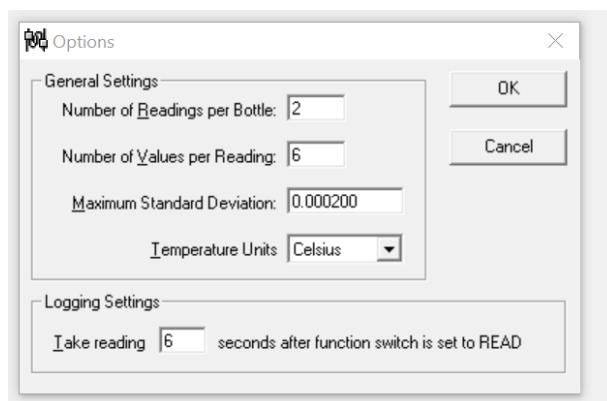 Options
General Settings
Number of Readings per Bottle: 2
Number of Values per Reading: 6
Maximum Standard Deviation: 0.000200
Temperature Units Celsius
OK
Cancel
Logging Settings
Take reading 6 seconds after function switch is set to READ